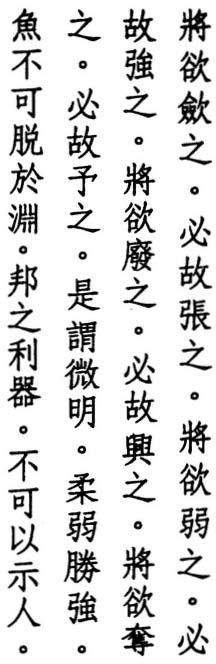 將欲歙之。必故張之。將欲弱之。必
故強之。將欲廢之。必故興之。將欲奪
之。必故予之。是謂微明。柔弱勝強。
魚不可脱於淵。邦之利器。不可以示人。